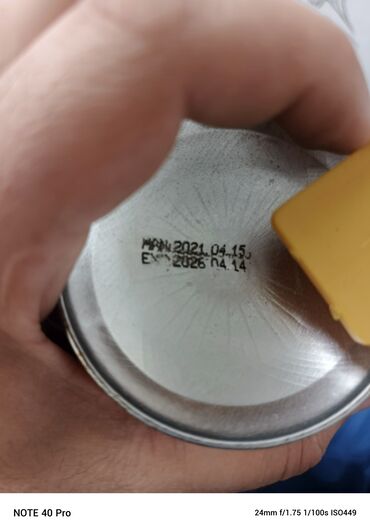 MAN 2021.04.15.
EXP 2026.04.14
NOTE 40 Pro
24mm f/1.75 1/100s ISO449